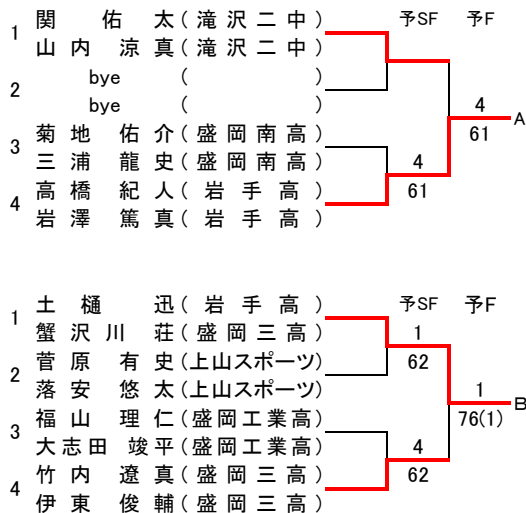 予SF 予F
1 関 佑 太 ( 滝 沢 二 中 )
山 内 涼 真 ( 滝 沢 二 中 )
2 bye ( )
bye ( )
4
61
A
3 菊 地 佑 介 ( 盛 岡 南 高 )
三 浦 龍 史 ( 盛 岡 南 高 )
4
61
4 高 橋 紀 人 ( 岩 手 高 )
岩 澤 篤 真 ( 岩 手 高 )
予SF 予F
1 土 樋 迅 ( 岩 手 高 )
蟹 沢 川 荘 ( 盛 岡 三 高 )
1
62
2 菅 原 有 史 (上山スポーツ)
落 安 悠 太 (上山スポーツ)
1
76(1)
B
3 福 山 理 仁 ( 盛 岡 工 業 高 )
大 志 田 竣 平 ( 盛 岡 工 業 高 )
4
62
4 竹 内 遼 真 ( 盛 岡 三 高 )
伊 東 俊 輔 ( 盛 岡 三 高 )